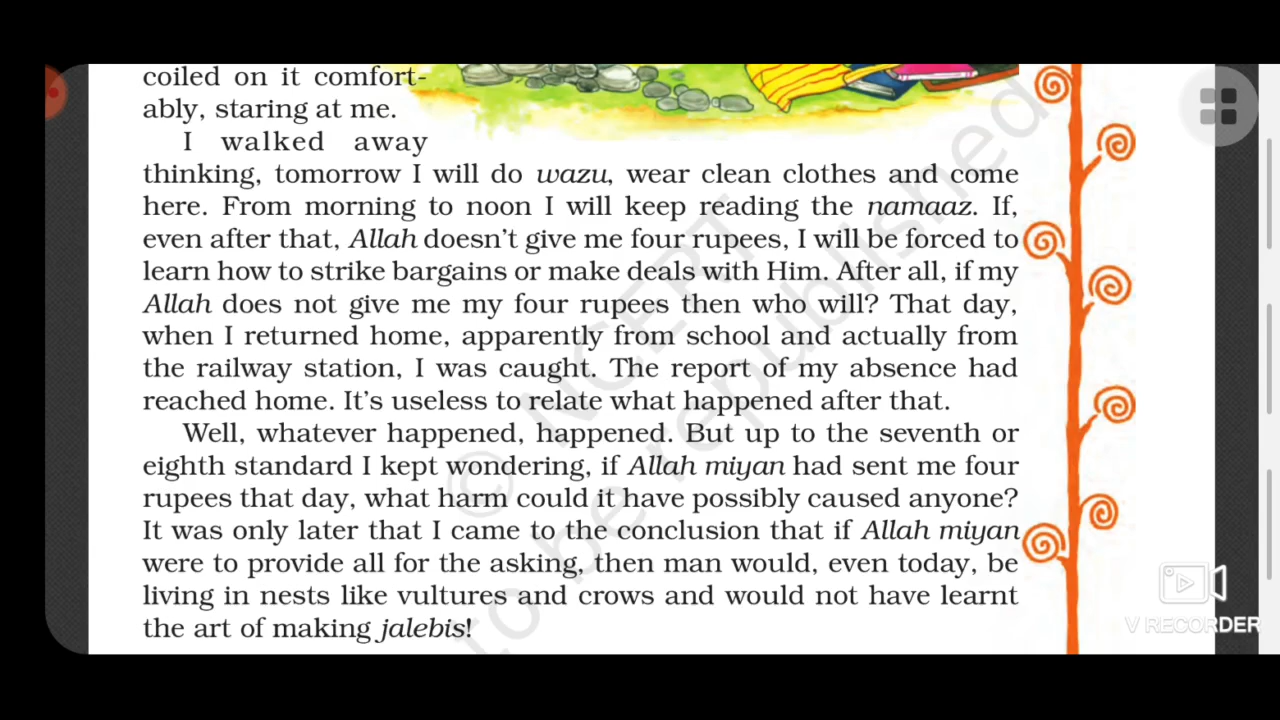 coiled on it comfort-
ably, staring at me.
I walked away
thinking, tomorrow I will do wazu, wear clean clothes and come
here. From morning to noon I will keep reading the namaaz. If,
even after that, Allah doesn't give me four rupees, I will be forced to
learn how to strike bargains or make deals with Him. After all, if my
Allah does not give me my four rupees then who will? That day,
when I returned home, apparently from school and actually from
the railway station, I was caught. The report of my absence had
reached home. It's useless to relate what happened after that.
Well, whatever happened, happened. But up to the seventh or
eighth standard I kept wondering, if Allah miyan had sent me four
rupees that day, what harm could it have possibly caused anyone?
It was only later that I came to the conclusion that if Allah miyan
were to provide all for the asking, then man would, even today, be
living in nests like vultures and crows and would not have learnt
the art of making jalebis!
© NCERT
to be republished
V RECORDER